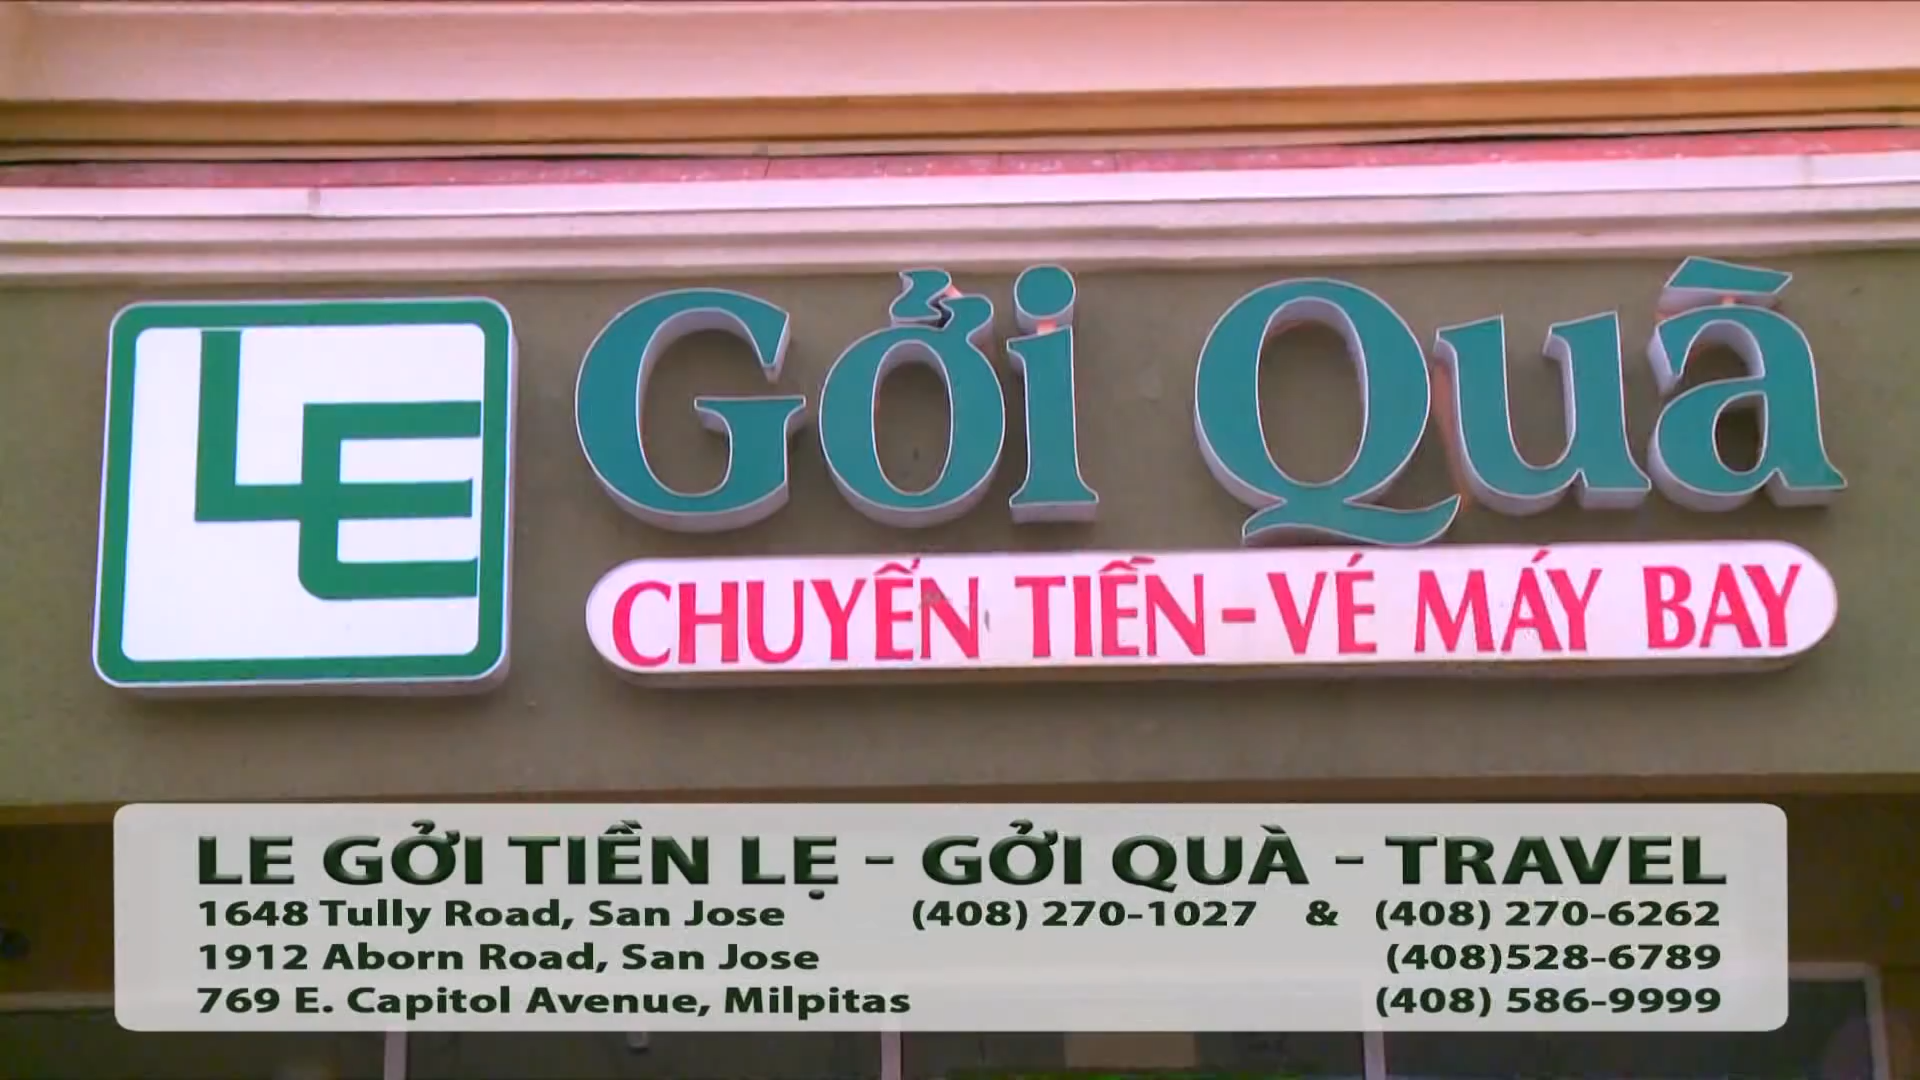 LE
Gởi Quà
CHUYỂN TIỀN-VÉ MÁY BAY
LE GỞI TIỀN LẸ - GỞI QUÀ - TRAVEL
1648 Tully Road, San Jose (408) 270-1027 & (408) 270-6262
1912 Aborn Road, San Jose (408)528-6789
769 E. Capitol Avenue, Milpitas (408) 586-9999